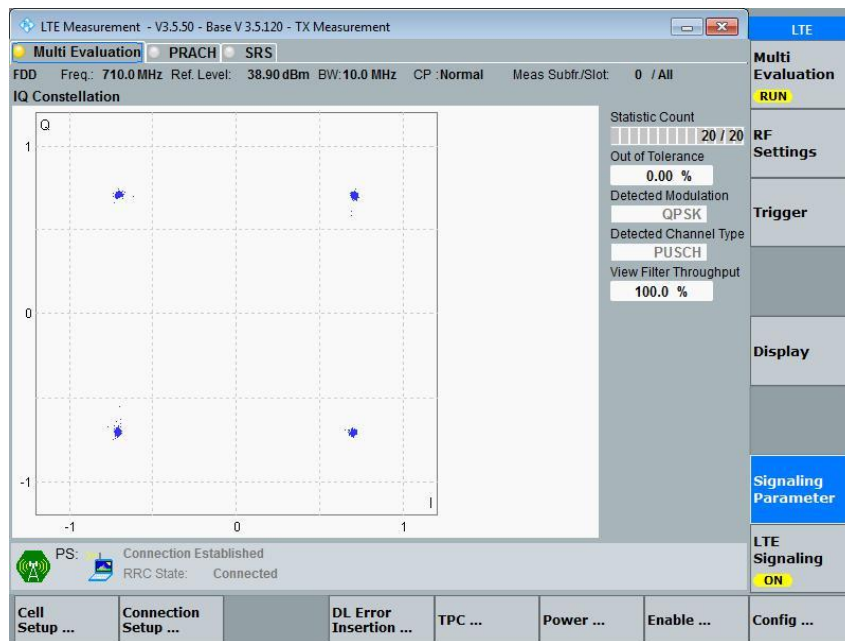 LTE Measurement - V3.5.50 - Base V 3.5.120 - TX Measurement
LTE
Multi Evaluation PRACH SRS
FDD Freq.: 710.0 MHz Ref. Level: 38.90 dBm BW: 10.0 MHz CP : Normal Meas Subfr./Slot: 0 / All
IQ Constellation
Q
1
0
-1
-1 0 1
I
Statistic Count
20 / 20
Out of Tolerance
0.00 %
Detected Modulation
QPSK
Detected Channel Type
PUSCH
View Filter Throughput
100.0 %
Multi
Evaluation
RUN
RF
Settings
Trigger
Display
Signaling
Parameter
LTE
Signaling
ON
PS: Connection Established
RRC State: Connected
Cell
Setup ...
Connection
Setup ...
DL Error
Insertion ...
TPC ...
Power ...
Enable ...
Config ...